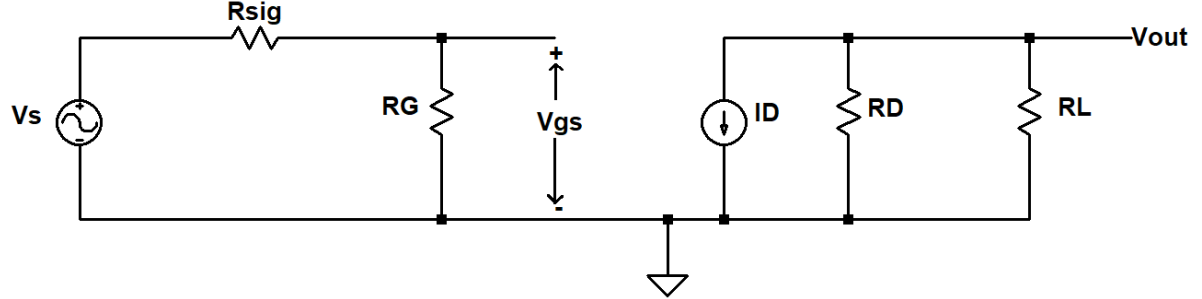 Rsig
Vout
+
Vs
+
-
RG
Vgs
-
ID
RD
RL